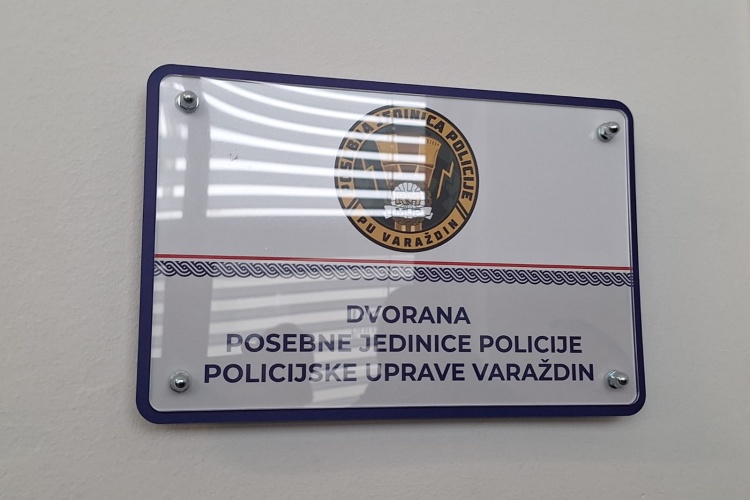 POSEBNA JEDINICA POLICIJE
PU VARAŽDIN
DVORANA
POSEBNE JEDINICE POLICIJE
POLICIJSKE UPRAVE VARAŽDIN